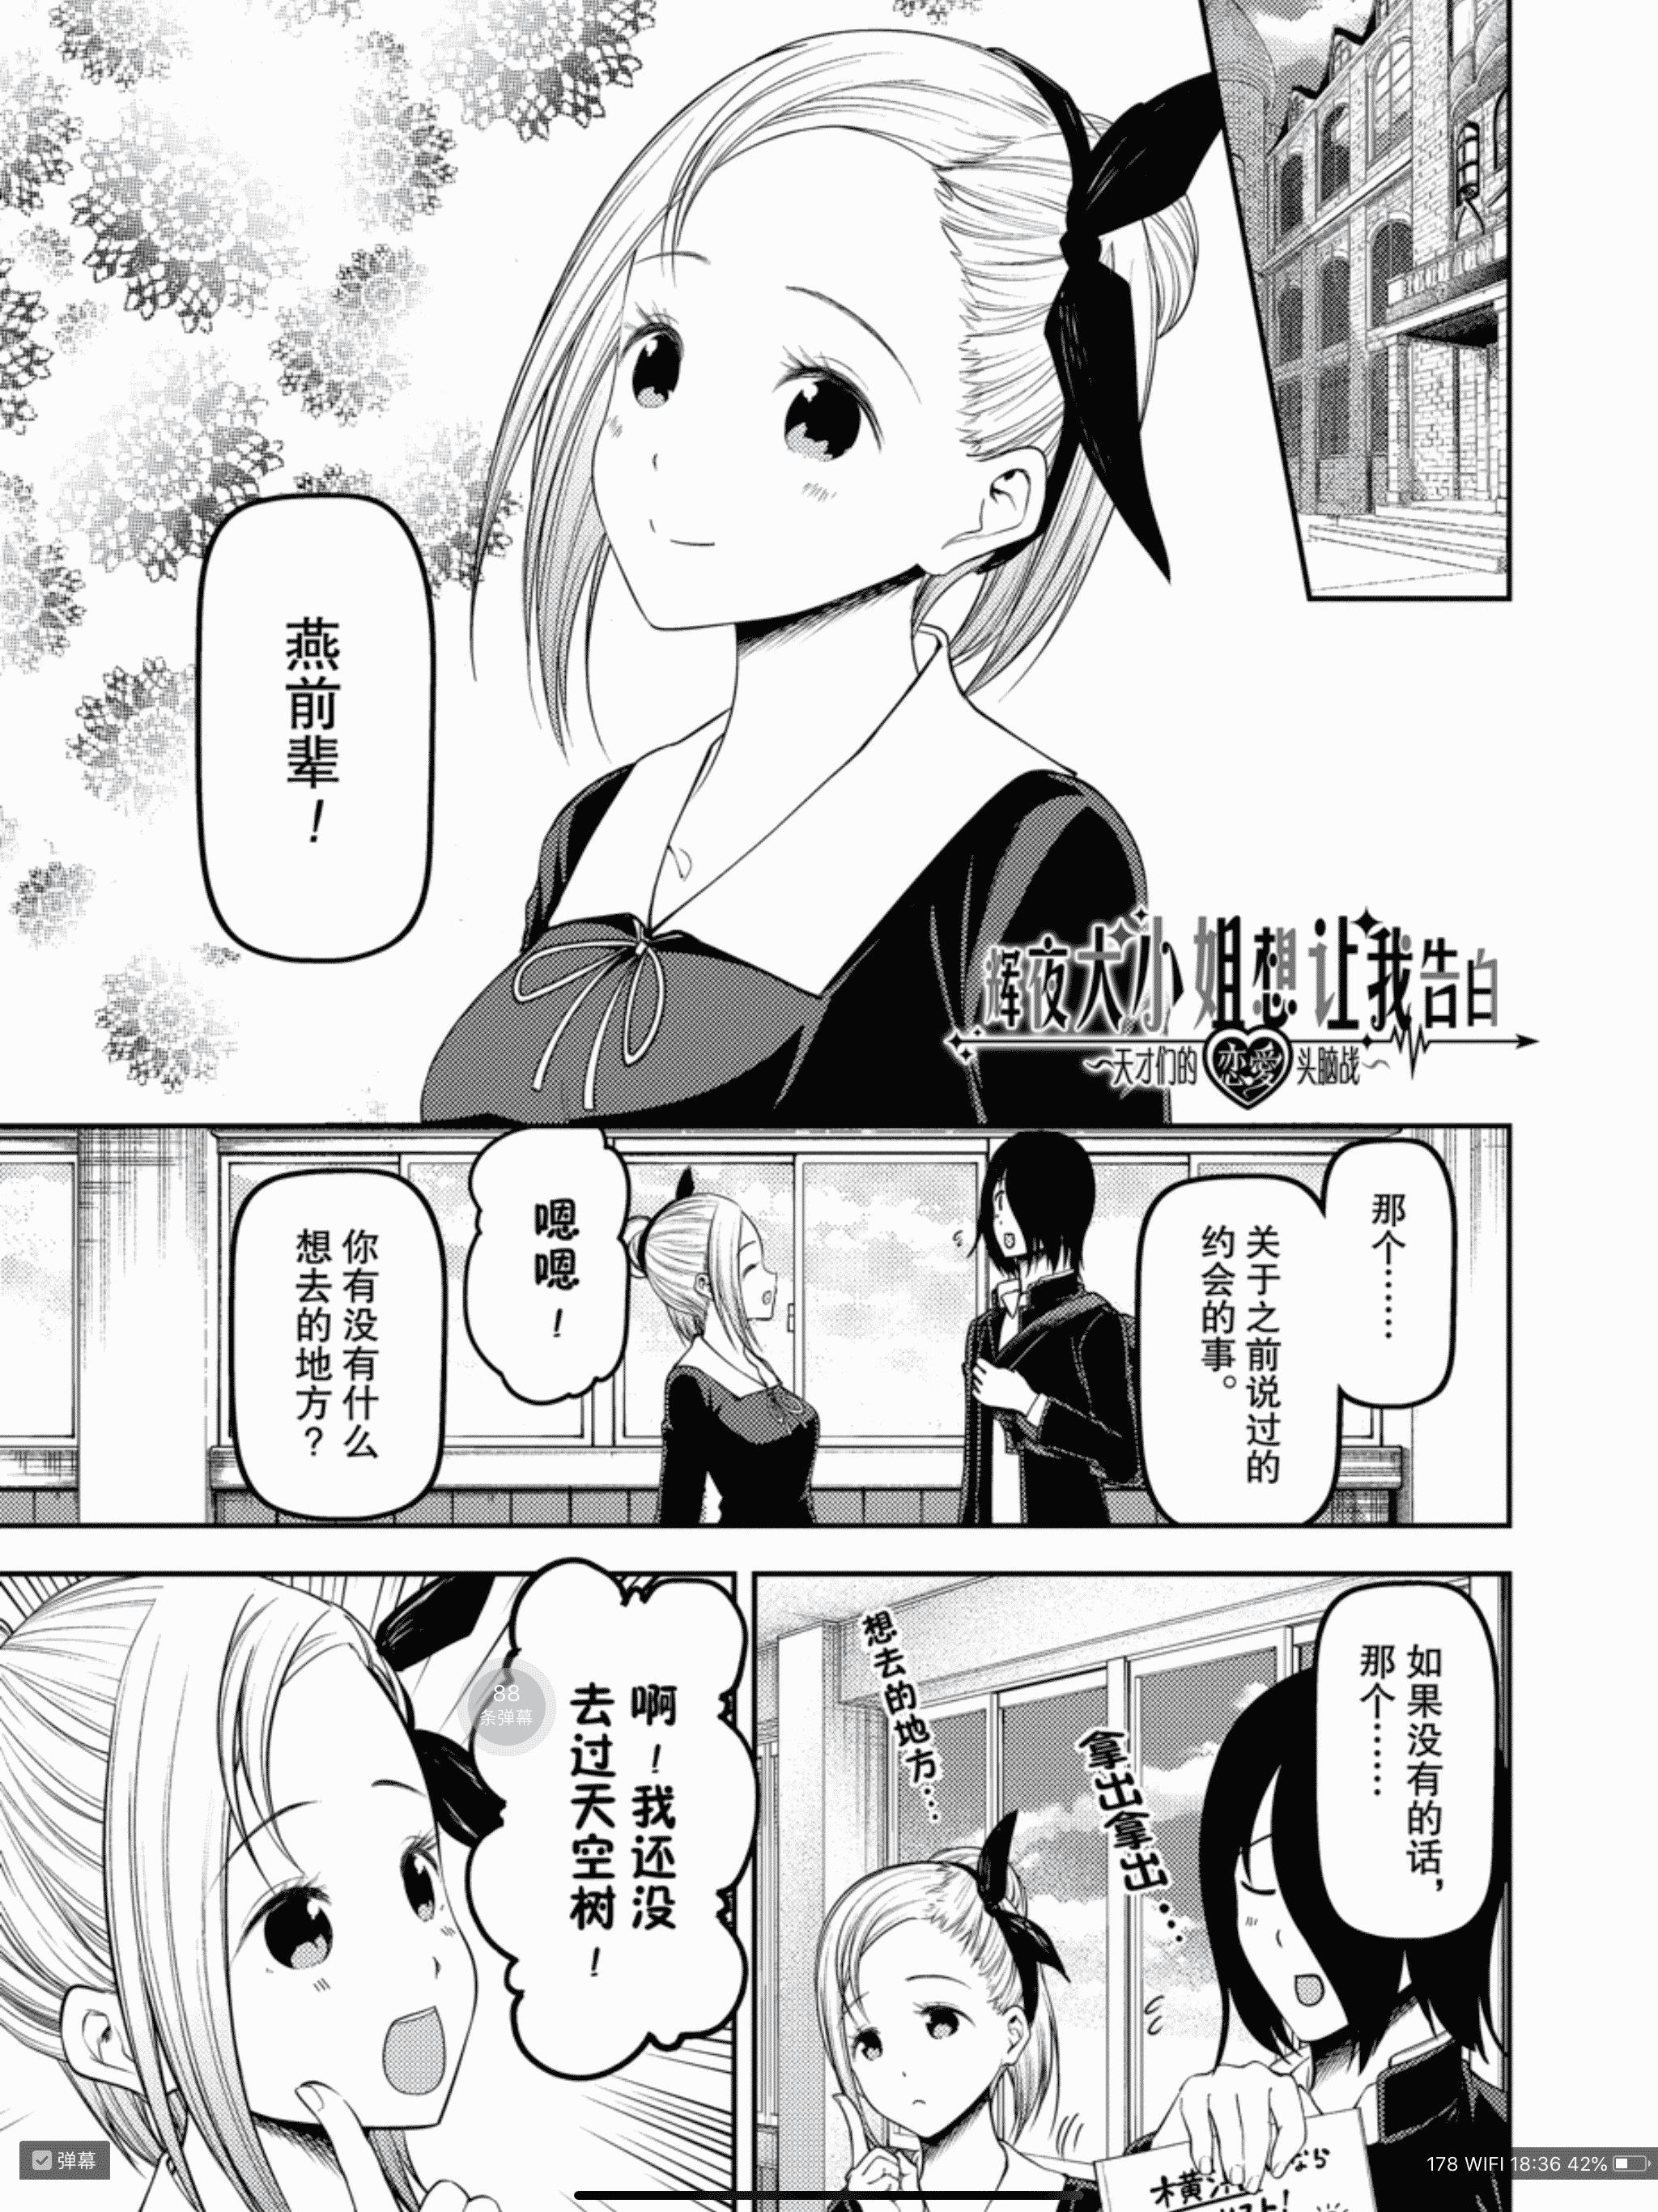 燕前辈！
辉夜大小姐想让我告白
~天才们的恋爱头脑战~
那个……
关于之前说过的
约会的事。
嗯嗯！
你有没有什么
想去的地方？
如果没有的话，
那个……
拿出拿出…
想去的地方…
啊！我还没
去过天空树！
88
条弹幕
弹幕
178 WIFI 18:36 42%
なら
横浜